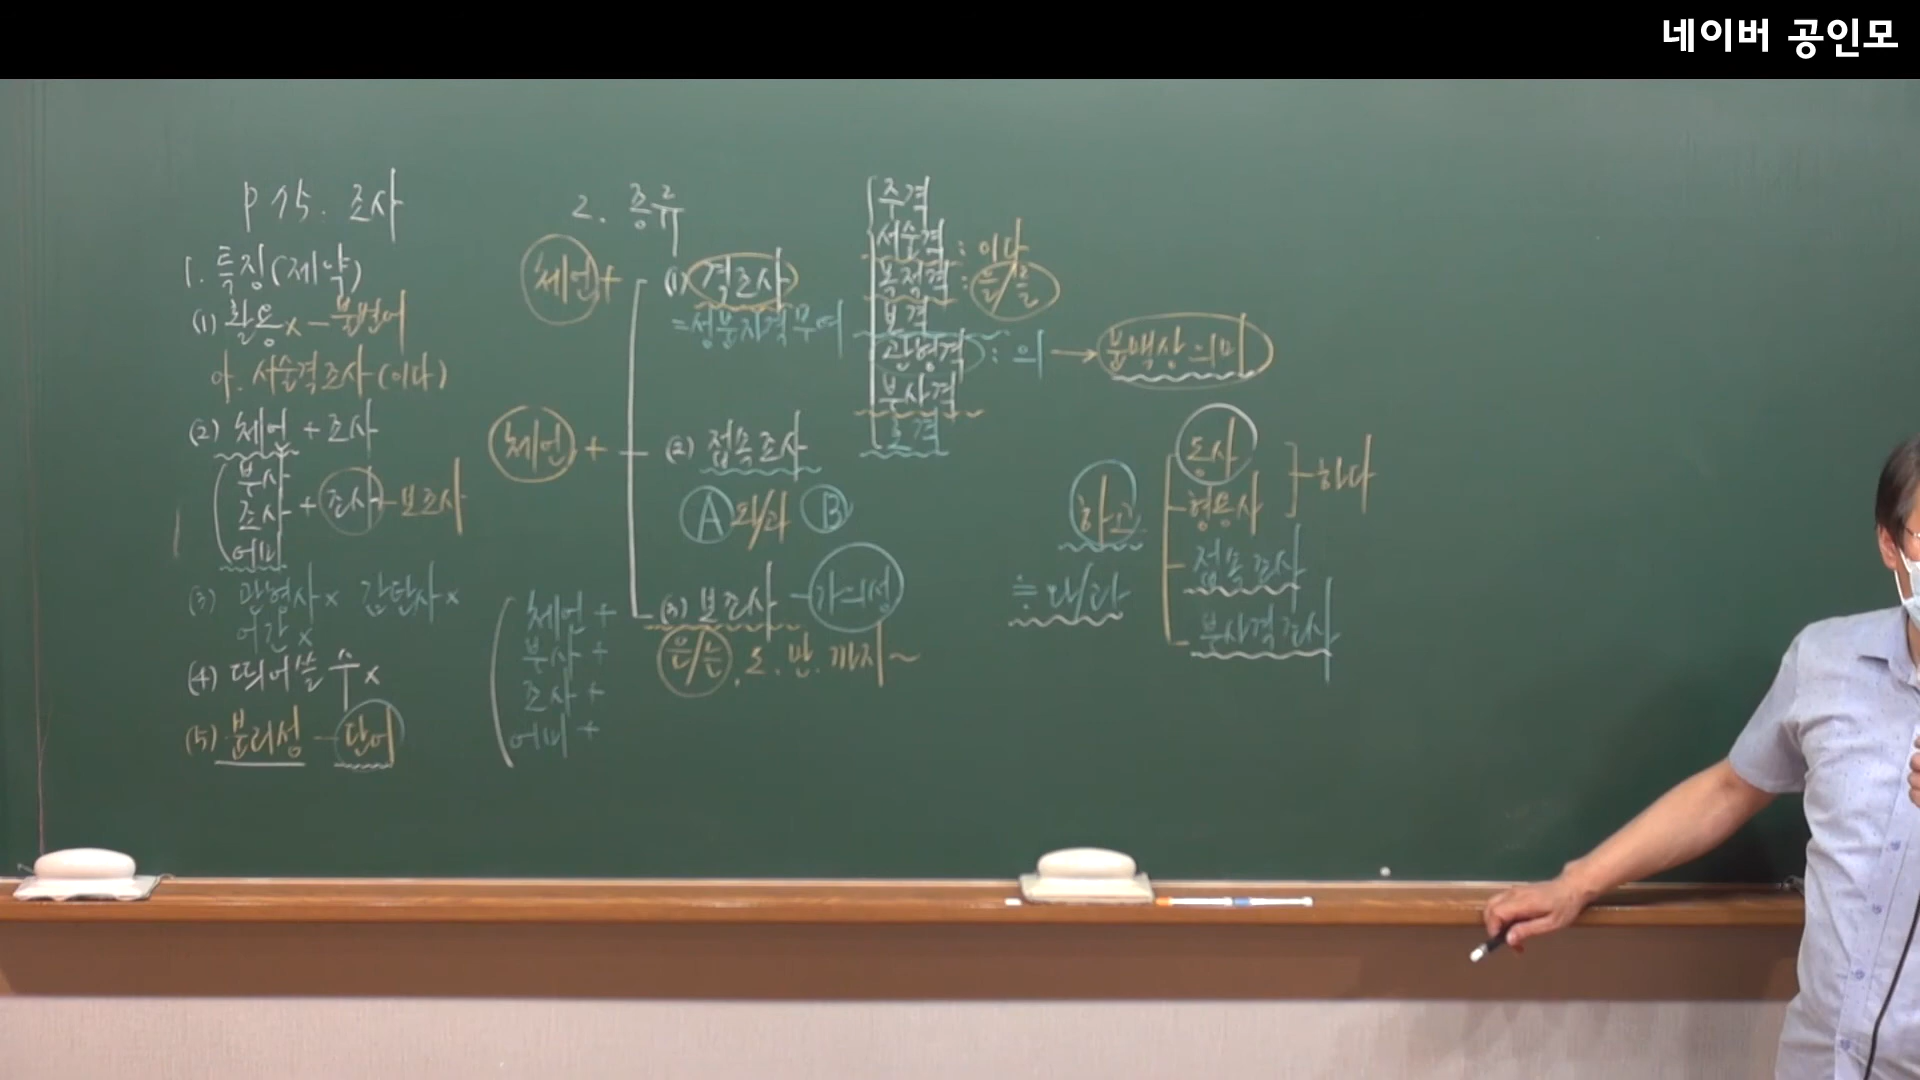 네이버 공인모
P 15. 조사
1. 특징(제약)
(1) 활용x - 불변어
아. 서술격조사(이다)
(2) 체언 + 조사
부사
조사 + 조사 - 보조사
어미
(3) 관형사x 감탄사x
어간x
(4) 띄어쓸 수 x
(5) 분리성 - 단어
2. 종류
체언 +
(1) 격조사
=성분자격부여
주격
서술격 : 이다
목적격 : 을/를
보격
관형격 : 의 → 문맥상 의미
부사격
호격
체언 +
(2) 접속조사
A 와/과 B
(3) 보조사 - 다의성
은/는, 도. 만. 까지~
체언 +
부사 +
조사 +
어미 +
하고
≒ 와/과
동사
형용사
하다
접속조사
부사격조사